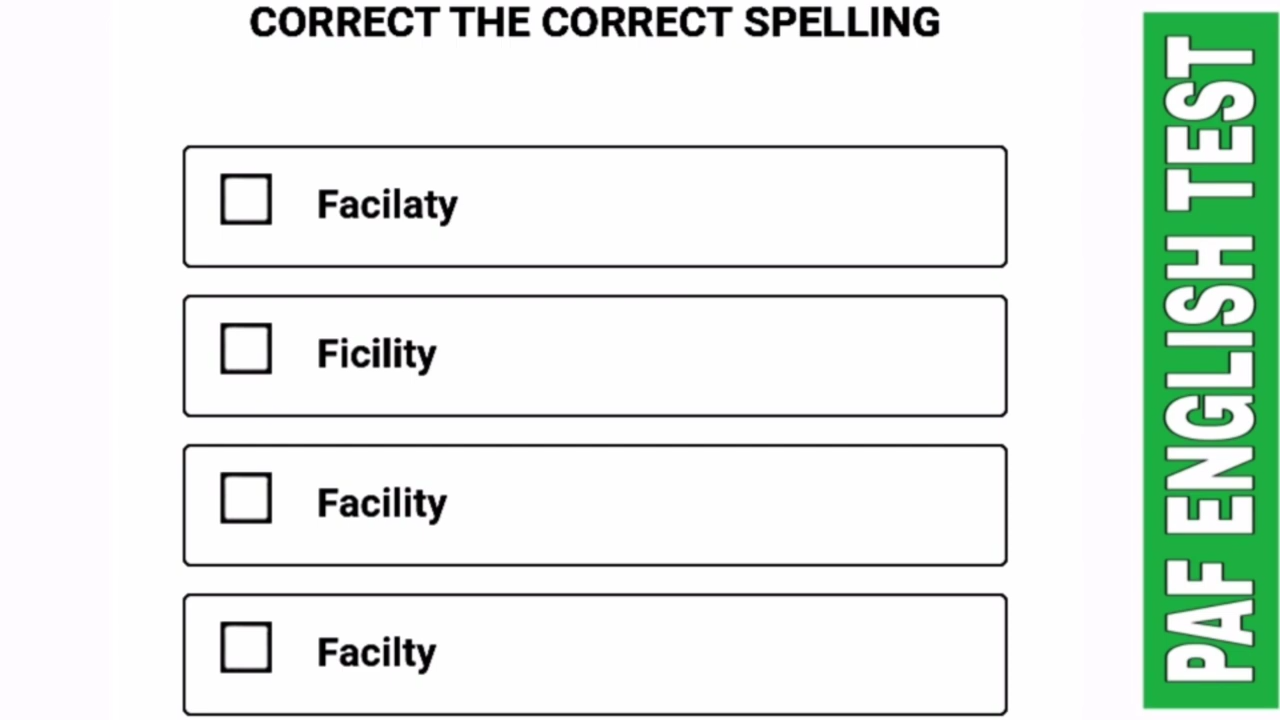 CORRECT THE CORRECT SPELLING
Facilaty
Ficility
Facility
Facilty
PAF ENGLISH TEST